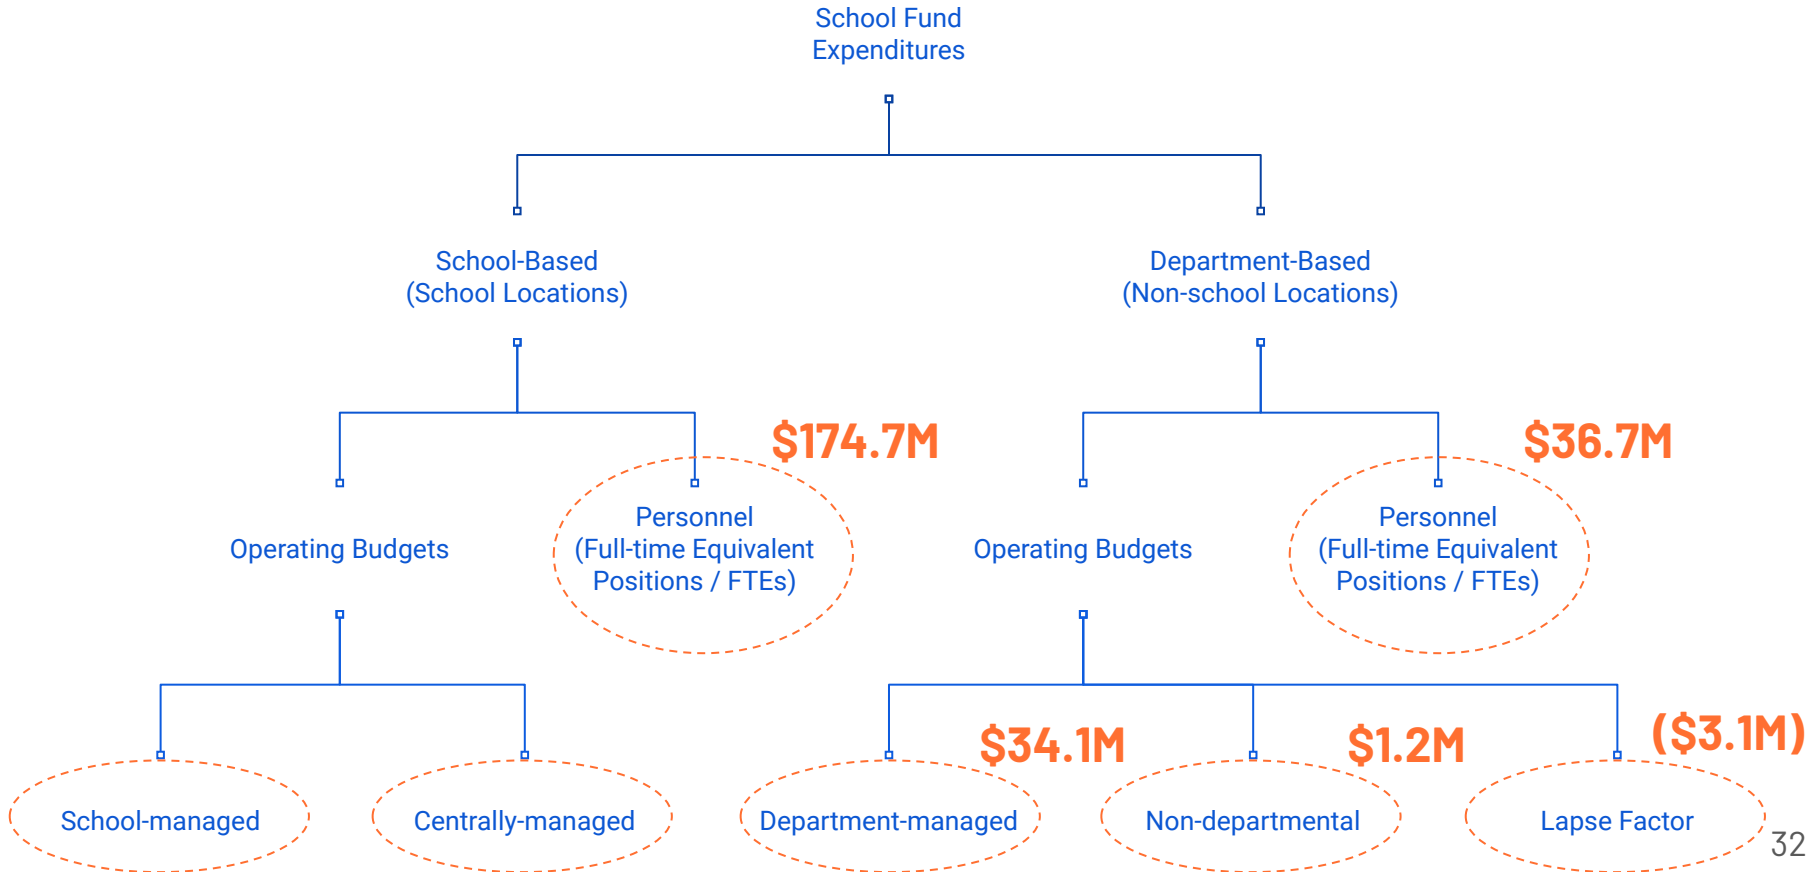 School Fund
Expenditures
School-Based
(School Locations)
Department-Based
(Non-school Locations)
$174.7M
$36.7M
Operating Budgets
Personnel
(Full-time Equivalent
Positions / FTEs)
Operating Budgets
Personnel
(Full-time Equivalent
Positions / FTEs)
$34.1M
$1.2M
($3.1M)
School-managed
Centrally-managed
Department-managed
Non-departmental
Lapse Factor
32